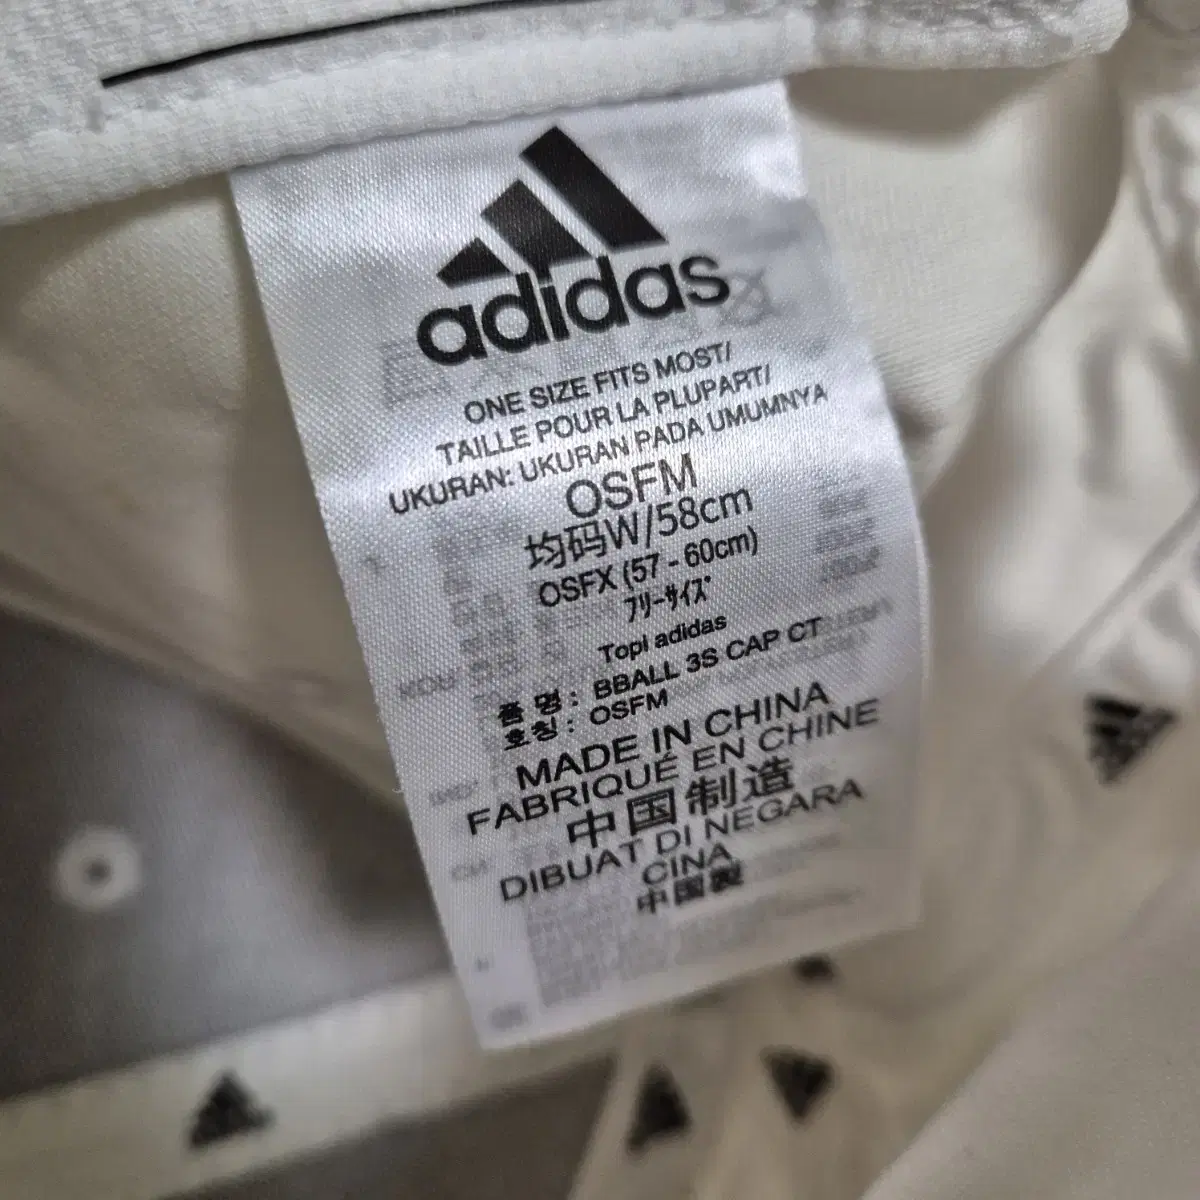 adidas
ONE SIZE FITS MOST/
TAILLE POUR LA PLUPART/
UKURAN: UKURAN PADA UMUMNYA
OSFM
均码W/58cm
OSFX (57 - 60cm)
フリーサイズ
Topi adidas
품 명 : BBALL 3S CAP CT
호칭 : OSFM
MADE IN CHINA
FABRIQUÉ EN CHINE
中国制造
DIBUAT DI NEGARA
CINA
中国製